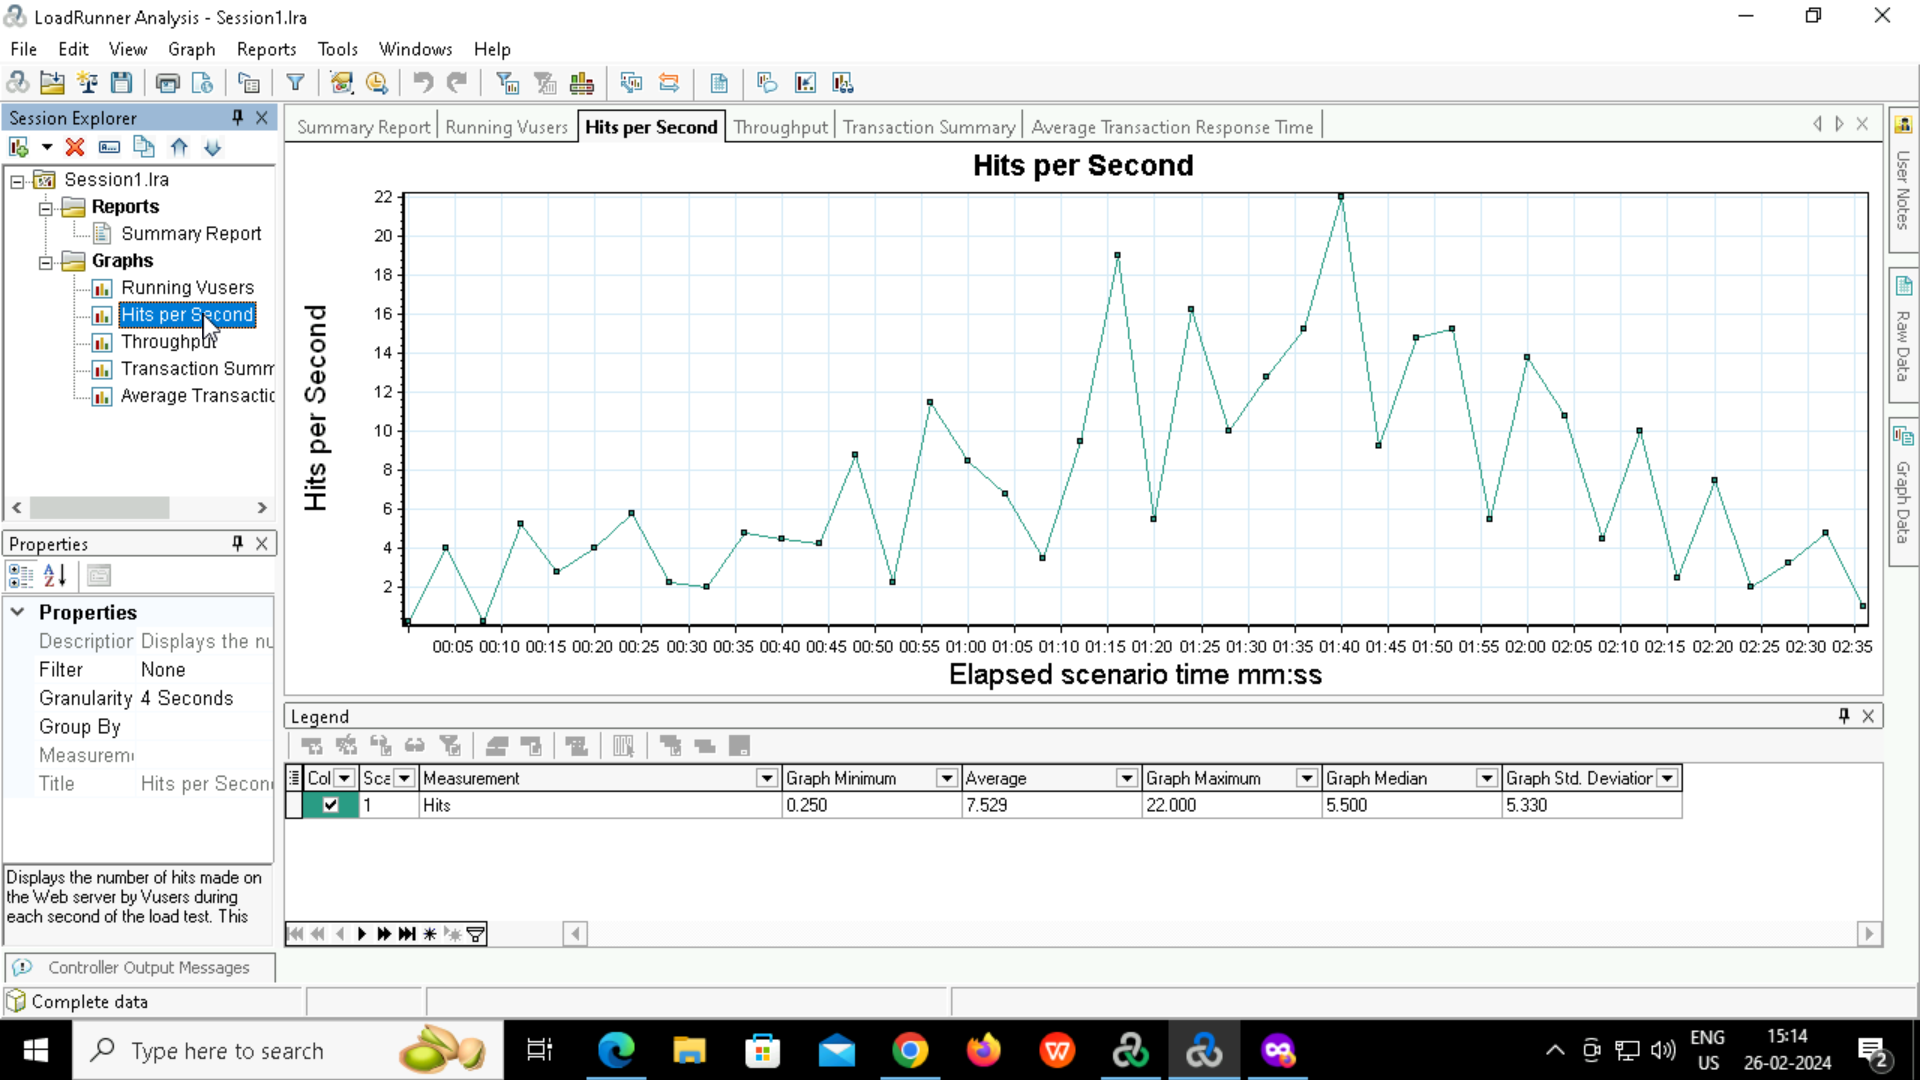 LoadRunner Analysis - Session1.lra
File Edit View Graph Reports Tools Windows Help
Session Explorer
Session1.lra
Reports
Summary Report
Graphs
Running Vusers
Hits per Second
Throughput
Transaction Summ
Average Transactic
Properties
Properties
Description Displays the nu
Filter None
Granularity 4 Seconds
Group By
Measureme
Title Hits per Secon
Displays the number of hits made on
the Web server by Vusers during
each second of the load test. This
Controller Output Messages
Complete data
Summary Report Running Vusers Hits per Second Throughput Transaction Summary Average Transaction Response Time
Hits per Second
Hits per Second
22
20
18
16
14
12
10
8
6
4
2
00:05 00:10 00:15 00:20 00:25 00:30 00:35 00:40 00:45 00:50 00:55 01:00 01:05 01:10 01:15 01:20 01:25 01:30 01:35 01:40 01:45 01:50 01:55 02:00 02:05 02:10 02:15 02:20 02:25 02:30 02:35
Elapsed scenario time mm:ss
Legend
Col Sca Measurement Graph Minimum Average Graph Maximum Graph Median Graph Std. Deviation
1 Hits 0.250 7.529 22.000 5.500 5.330
User Notes
Raw Data
Graph Data
Type here to search
ENG
US
15:14
26-02-2024
2